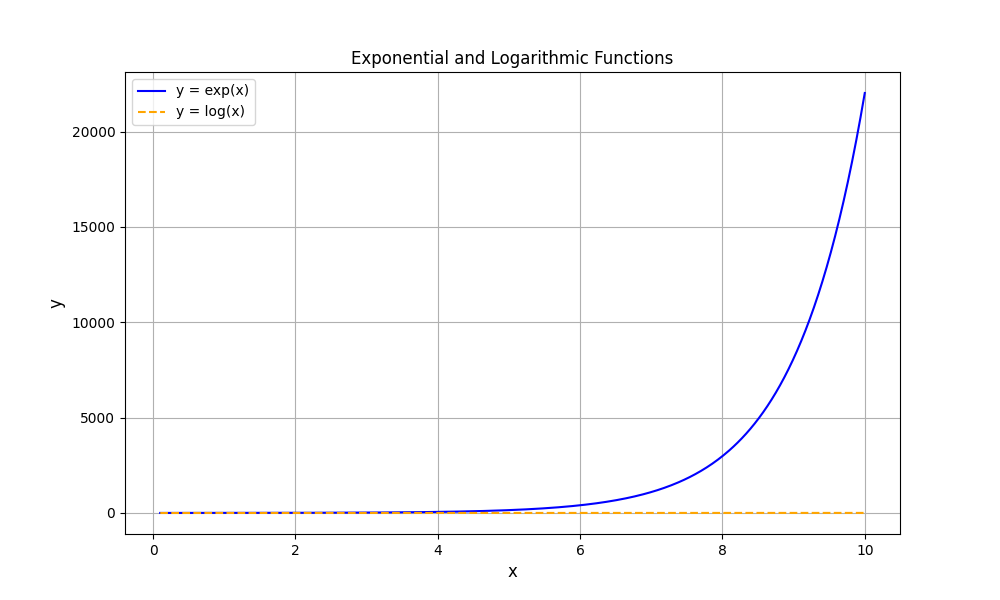 Exponential and Logarithmic Functions
y = exp(x)
y = log(x)
20000
15000
10000
5000
0
y
0 2 4 6 8 10
x